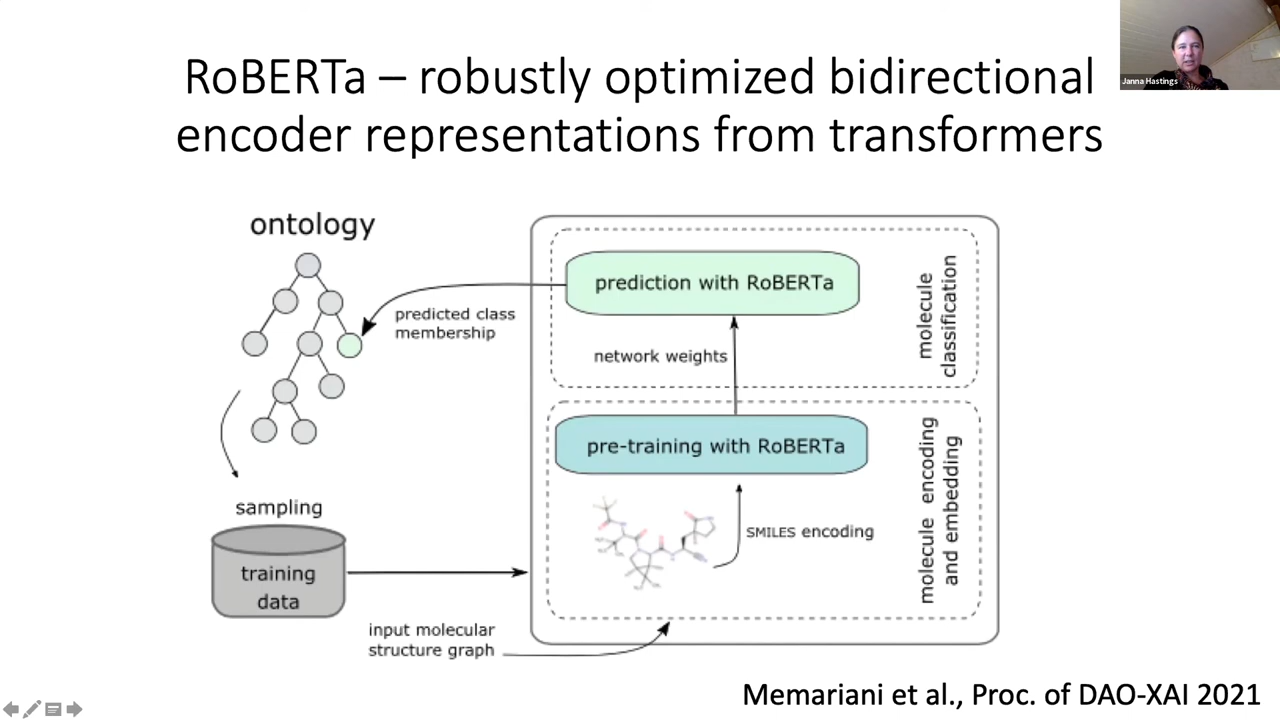 RoBERTa – robustly optimized bidirectional
encoder representations from transformers
Janna Hastings
ontology
predicted class
membership
sampling
training
data
input molecular
structure graph
prediction with RoBERTa
network weights
molecule
classification
pre-training with RoBERTa
SMILES encoding
molecule encoding
and embedding
Memariani et al., Proc. of DAO-XAI 2021